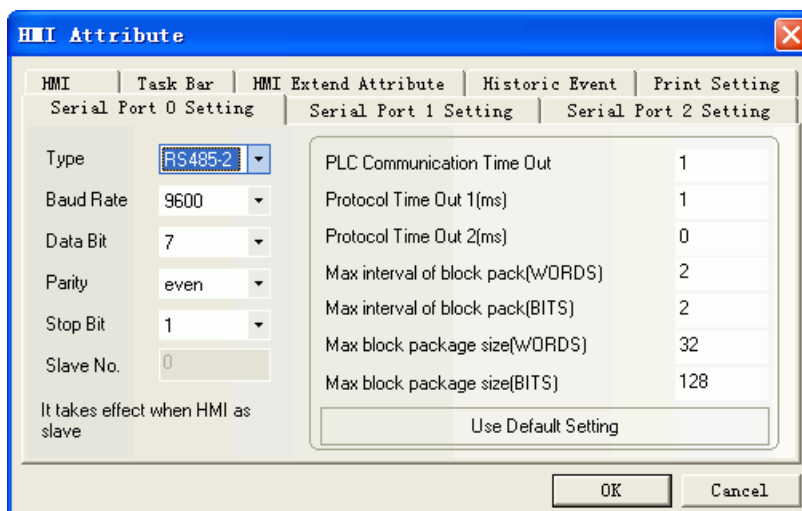 HMI Attribute
HMI
Task Bar
HMI Extend Attribute
Historic Event
Print Setting
Serial Port 0 Setting
Serial Port 1 Setting
Serial Port 2 Setting
Type RS485-2
Baud Rate 9600
Data Bit 7
Parity even
Stop Bit 1
Slave No. 0
It takes effect when HMI as
slave
PLC Communication Time Out 1
Protocol Time Out 1(ms) 1
Protocol Time Out 2(ms) 0
Max interval of block pack(WORDS) 2
Max interval of block pack(BITS) 2
Max block package size(WORDS) 32
Max block package size(BITS) 128
Use Default Setting
OK
Cancel